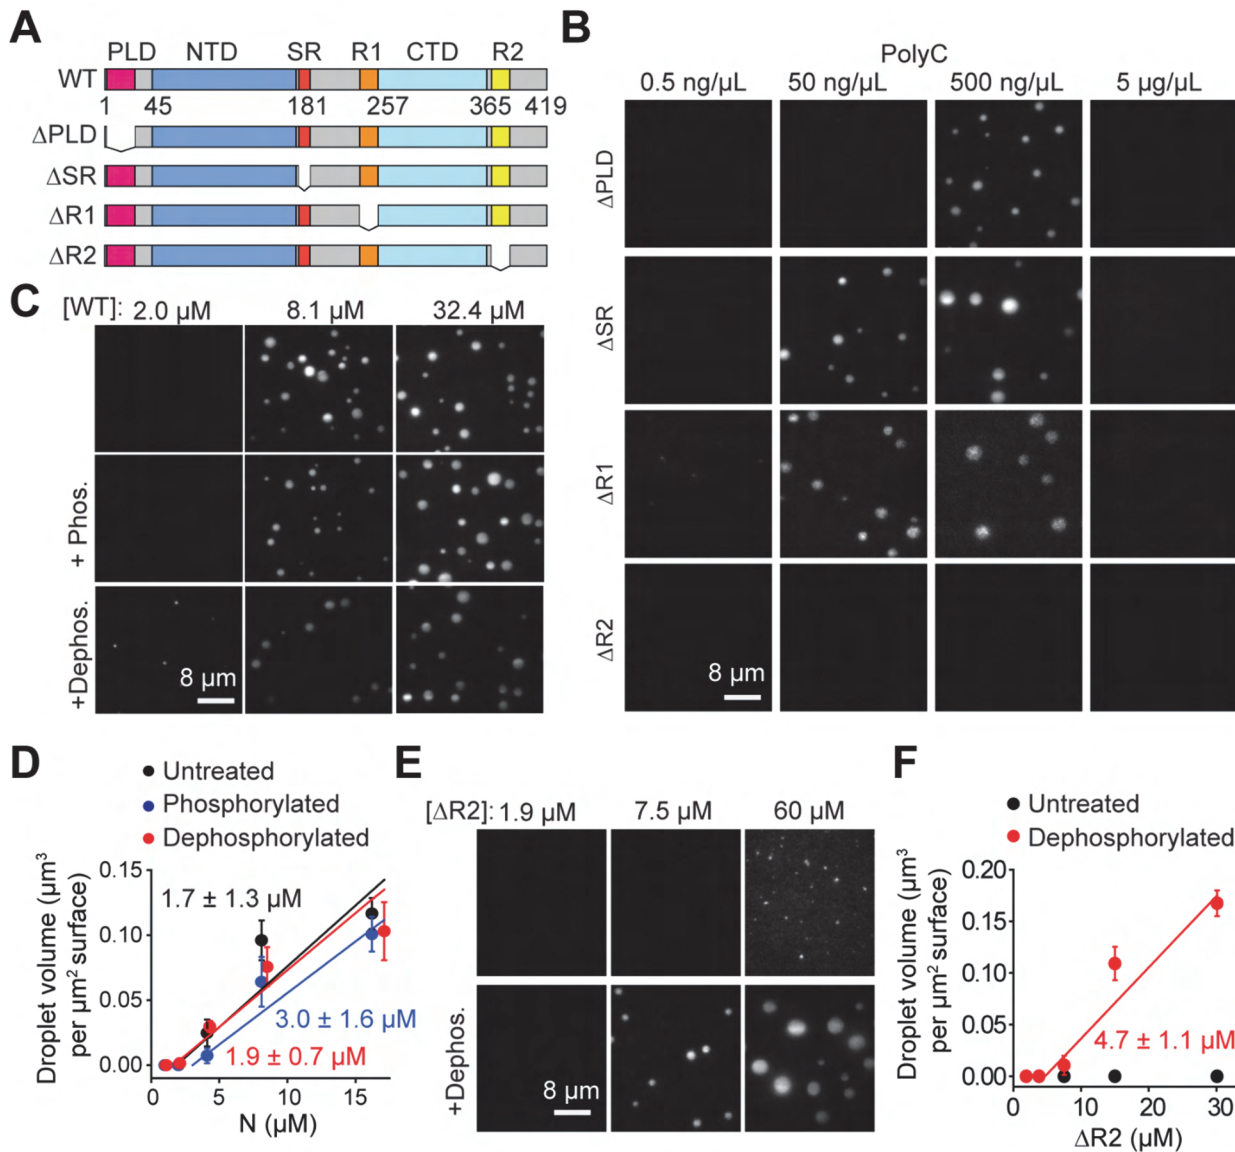 A
PLD NTD SR R1 CTD R2
WT
1 45 181 257 365 419
ΔPLD
ΔSR
ΔR1
ΔR2
B
PolyC
0.5 ng/µL 50 ng/µL 500 ng/µL 5 µg/µL
ΔPLD
ΔSR
ΔR1
ΔR2
8 µm
C
[WT]: 2.0 µM 8.1 µM 32.4 µM
+ Phos.
+Dephos.
8 µm
D
Untreated
Phosphorylated
Dephosphorylated
Droplet volume (µm³
per µm² surface)
0.15
0.10
0.05
0.00
1.7 ± 1.3 µM
3.0 ± 1.6 µM
1.9 ± 0.7 µM
0 5 10 15
N (µM)
E
[ΔR2]: 1.9 µM 7.5 µM 60 µM
+Dephos.
8 µm
F
Untreated
Dephosphorylated
Droplet volume (µm³
per µm² surface)
0.20
0.15
0.10
0.05
0.00
4.7 ± 1.1 µM
0 10 20 30
ΔR2 (µM)